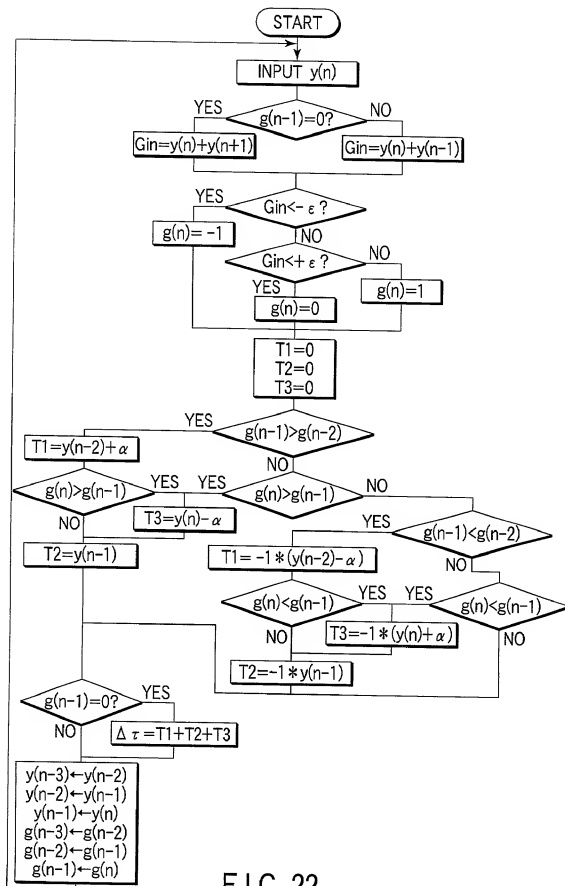 START
INPUT y(n)
YES
g(n-1)=0?
NO
Gin=y(n)+y(n+1)
Gin=y(n)+y(n-1)
YES
Gin<- ε ?
g(n)= -1
NO
Gin<+ ε ?
NO
YES
g(n)=0
g(n)=1
T1=0
T2=0
T3=0
YES
g(n-1)>g(n-2)
T1=y(n-2)+ α
NO
g(n)>g(n-1)
YES
YES
g(n)>g(n-1)
NO
NO
T3=y(n)- α
YES
g(n-1)<g(n-2)
T2=y(n-1)
T1= -1*(y(n-2)- α)
NO
g(n)<g(n-1)
YES
YES
g(n)<g(n-1)
NO
T3=-1*(y(n)+ α)
NO
T2=-1*y(n-1)
g(n-1)=0?
YES
NO
Δ τ =T1+T2+T3
y(n-3)←y(n-2)
y(n-2)←y(n-1)
y(n-1)←y(n)
g(n-3)←g(n-2)
g(n-2)←g(n-1)
g(n-1)←g(n)
FIG. 22